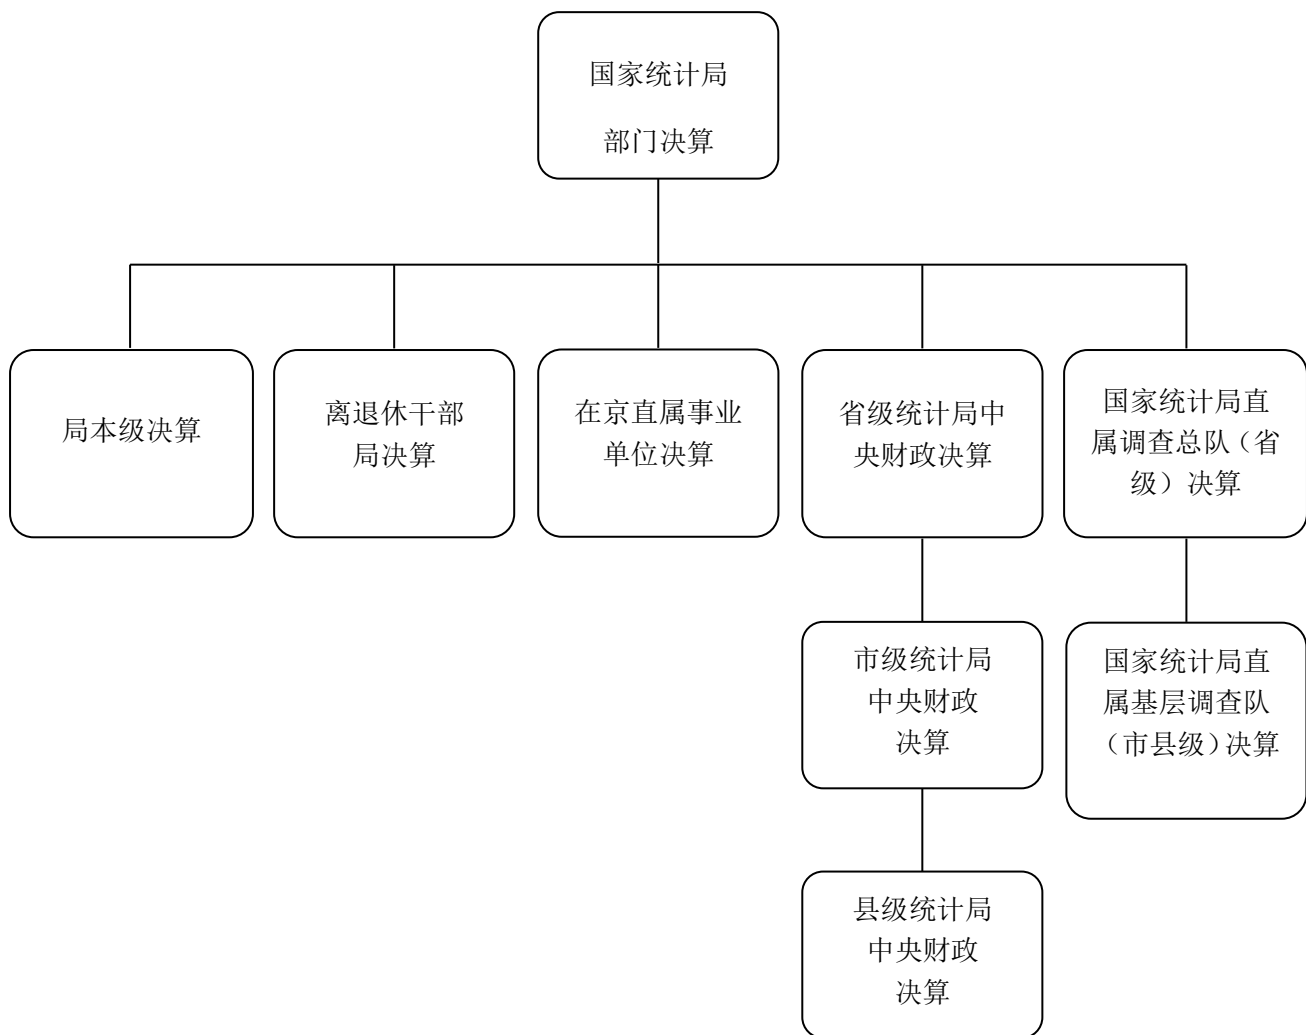 国家统计局
部门决算
局本级决算
离退休干部
局决算
在京直属事业
单位决算
省级统计局中
央财政决算
国家统计局直
属调查总队（省
级）决算
市级统计局
中央财政
决算
国家统计局直
属基层调查队
（市县级）决算
县级统计局
中央财政
决算